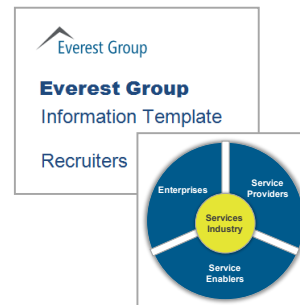 Everest Group
Everest Group
Information Template
Recruiters
Enterprises
Service
Providers
Services
Industry
Service
Enablers